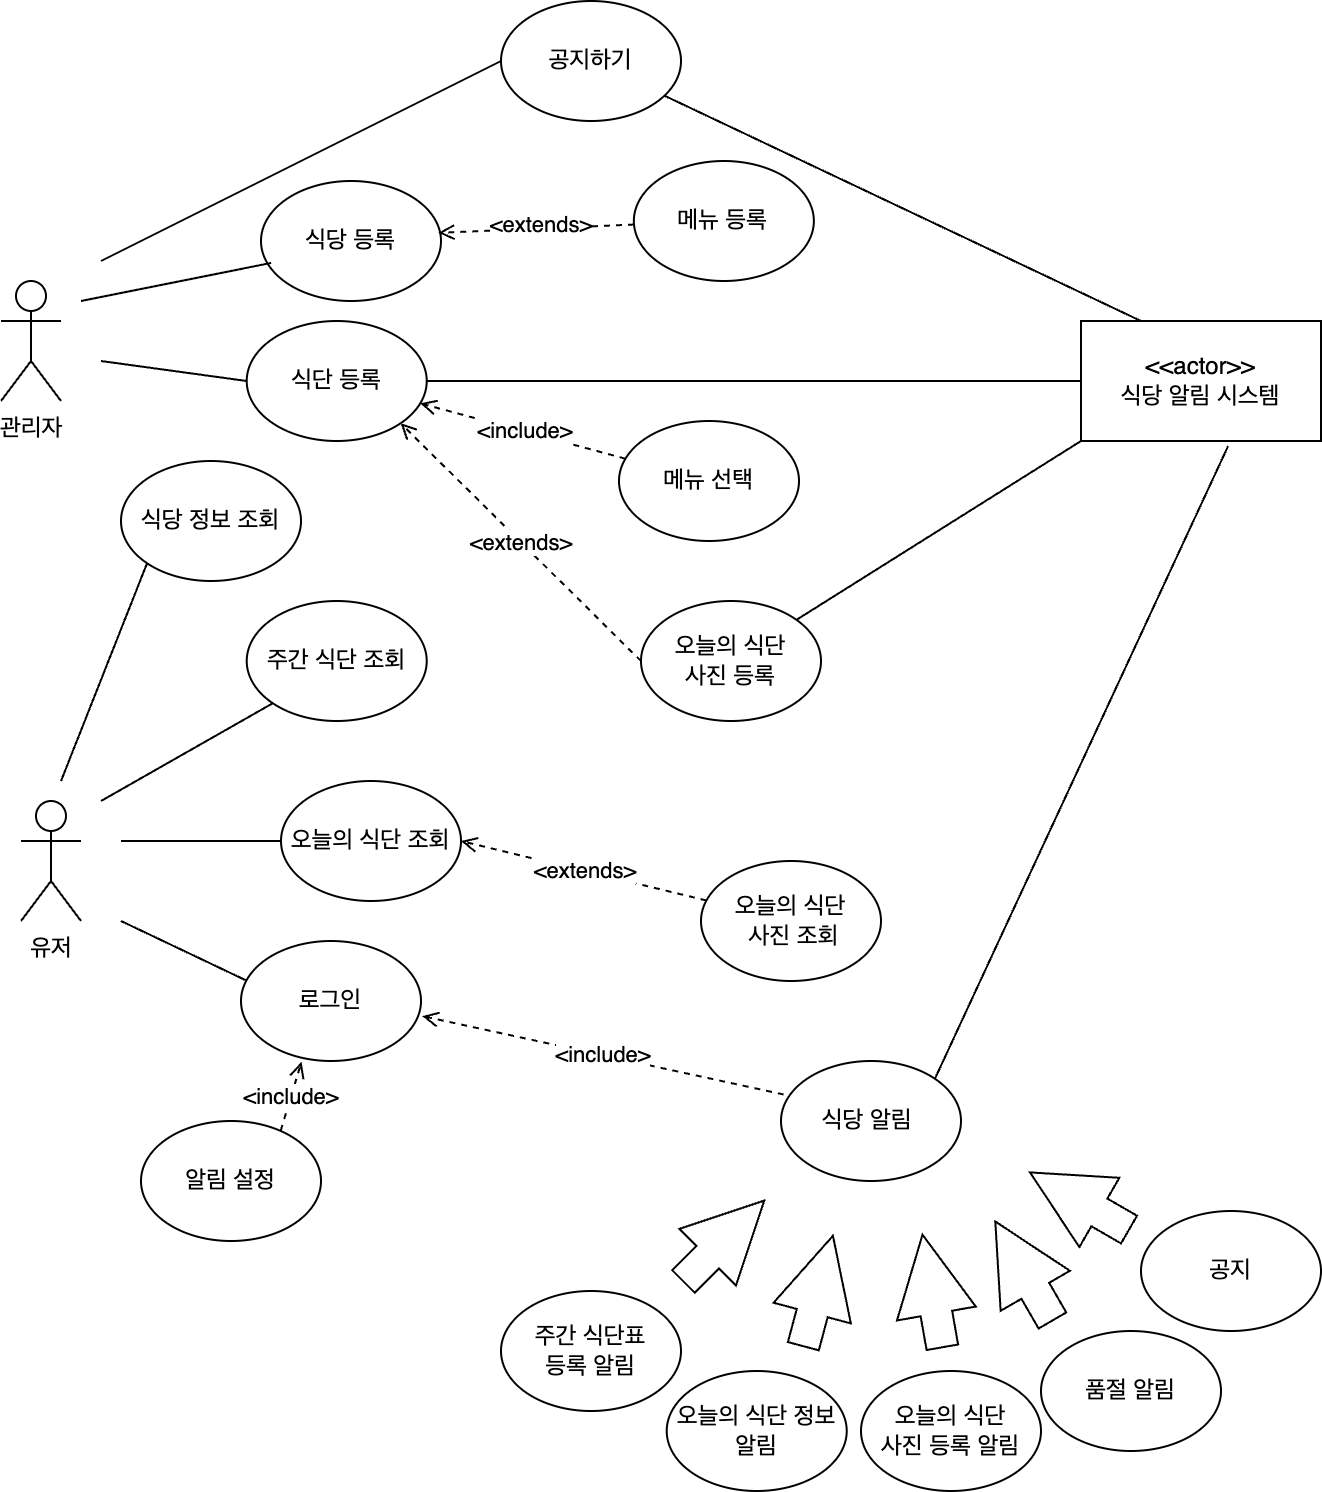 공지하기
식당 등록
<extends>
메뉴 등록
관리자
식단 등록
<<actor>>
식당 알림 시스템
<include>
메뉴 선택
식당 정보 조회
<extends>
오늘의 식단
사진 등록
주간 식단 조회
유저
오늘의 식단 조회
<extends>
오늘의 식단
사진 조회
로그인
<include>
<include>
식당 알림
알림 설정
공지
주간 식단표
등록 알림
품절 알림
오늘의 식단 정보
알림
오늘의 식단
사진 등록 알림